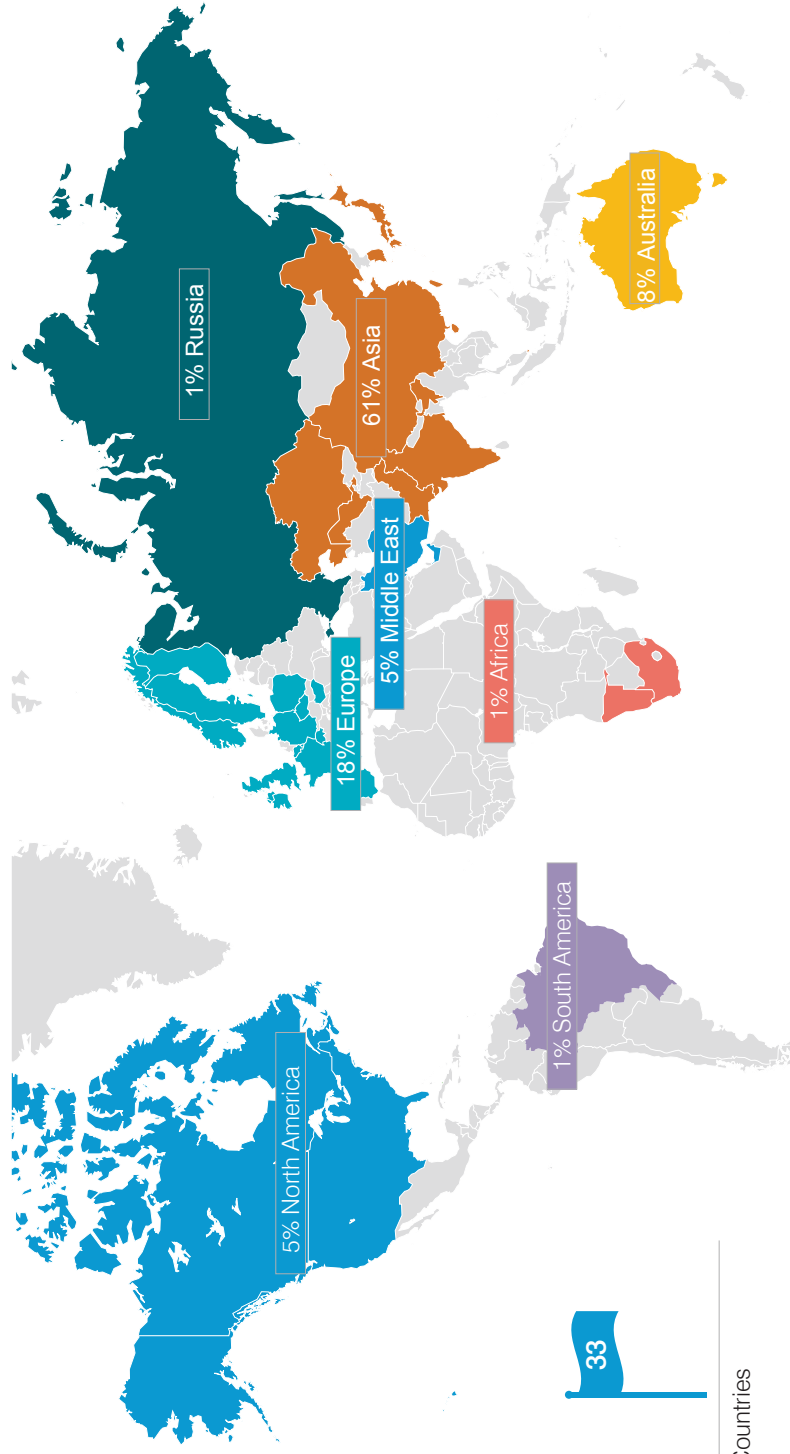 1% Russia
61% Asia
8% Australia
5% Middle East
18% Europe
1% Africa
5% North America
1% South America
33
Countries